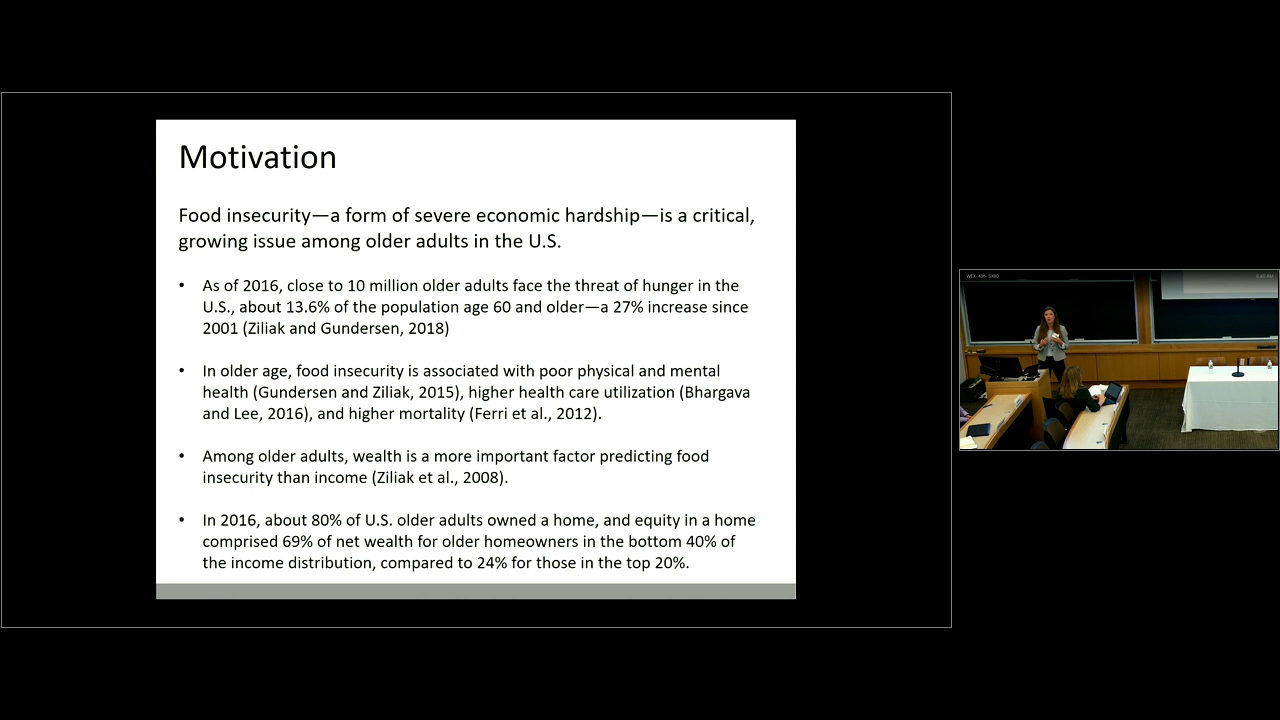 Motivation
Food insecurity—a form of severe economic hardship—is a critical,
growing issue among older adults in the U.S.
• As of 2016, close to 10 million older adults face the threat of hunger in the
U.S., about 13.6% of the population age 60 and older—a 27% increase since
2001 (Ziliak and Gundersen, 2018)
• In older age, food insecurity is associated with poor physical and mental
health (Gundersen and Ziliak, 2015), higher health care utilization (Bhargava
and Lee, 2016), and higher mortality (Ferri et al., 2012).
• Among older adults, wealth is a more important factor predicting food
insecurity than income (Ziliak et al., 2008).
• In 2016, about 80% of U.S. older adults owned a home, and equity in a home
comprised 69% of net wealth for older homeowners in the bottom 40% of
the income distribution, compared to 24% for those in the top 20%.